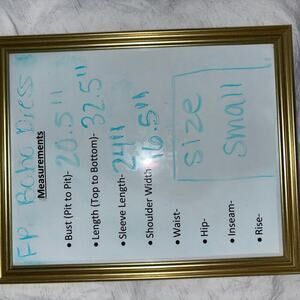 FP Boho Dress
Measurements
• Bust (Pit to Pit)- 20.5"
• Length (Top to Bottom)- 32.5"
• Sleeve Length- 24"
• Shoulder Width- 16.5"
• Waist-
• Hip-
• Inseam-
• Rise-
Size
Small